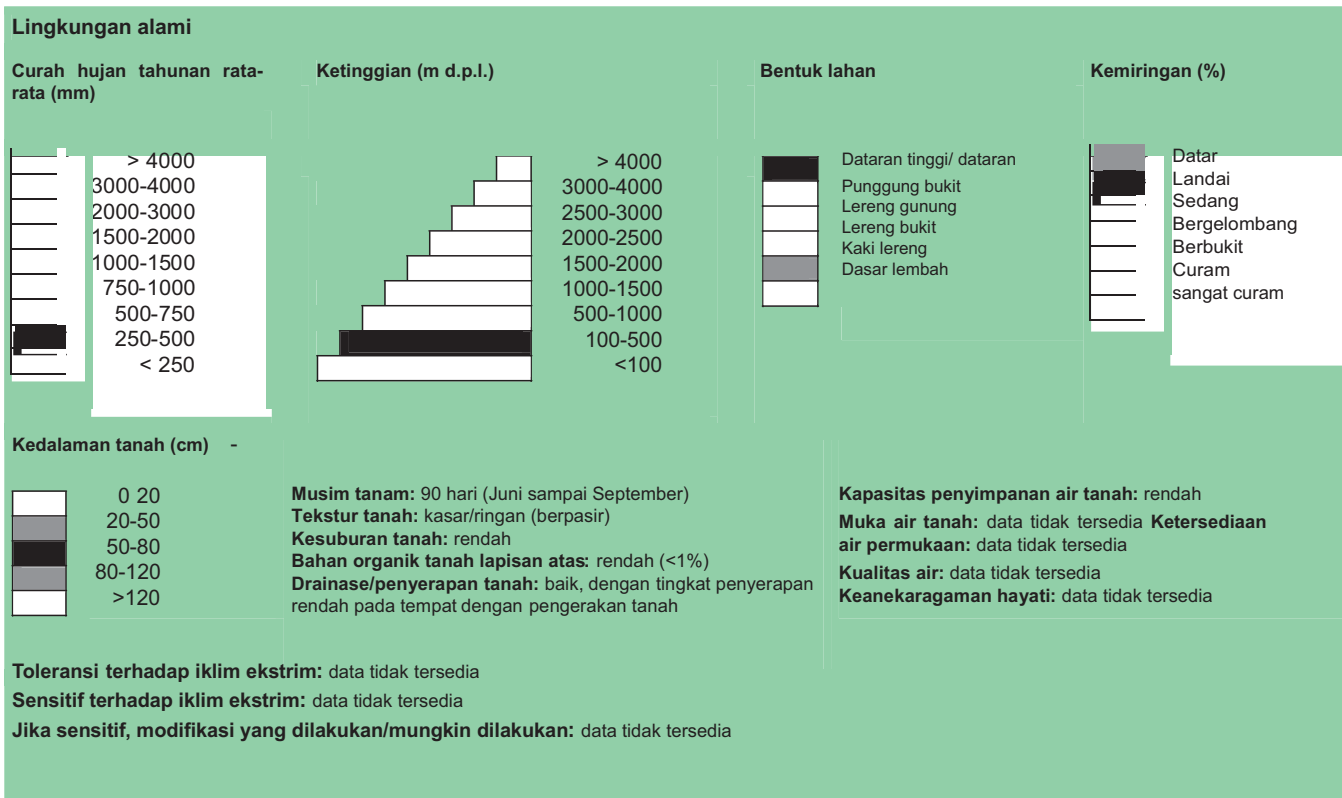 Lingkungan alami
Curah hujan tahunan rata-
rata (mm)
> 4000
3000-4000
2000-3000
1500-2000
1000-1500
750-1000
500-750
250-500
< 250
Ketinggian (m d.p.l.)
> 4000
3000-4000
2500-3000
2000-2500
1500-2000
1000-1500
500-1000
100-500
<100
Bentuk lahan
Dataran tinggi/ dataran
Punggung bukit
Lereng gunung
Lereng bukit
Kaki lereng
Dasar lembah
Kemiringan (%)
Datar
Landai
Sedang
Bergelombang
Berbukit
Curam
sangat curam
Kedalaman tanah (cm) -
0 20
20-50
50-80
80-120
>120
Musim tanam: 90 hari (Juni sampai September)
Tekstur tanah: kasar/ringan (berpasir)
Kesuburan tanah: rendah
Bahan organik tanah lapisan atas: rendah (<1%)
Drainase/penyerapan tanah: baik, dengan tingkat penyerapan
rendah pada tempat dengan pengerakan tanah
Kapasitas penyimpanan air tanah: rendah
Muka air tanah: data tidak tersedia Ketersediaan
air permukaan: data tidak tersedia
Kualitas air: data tidak tersedia
Keanekaragaman hayati: data tidak tersedia
Toleransi terhadap iklim ekstrim: data tidak tersedia
Sensitif terhadap iklim ekstrim: data tidak tersedia
Jika sensitif, modifikasi yang dilakukan/mungkin dilakukan: data tidak tersedia